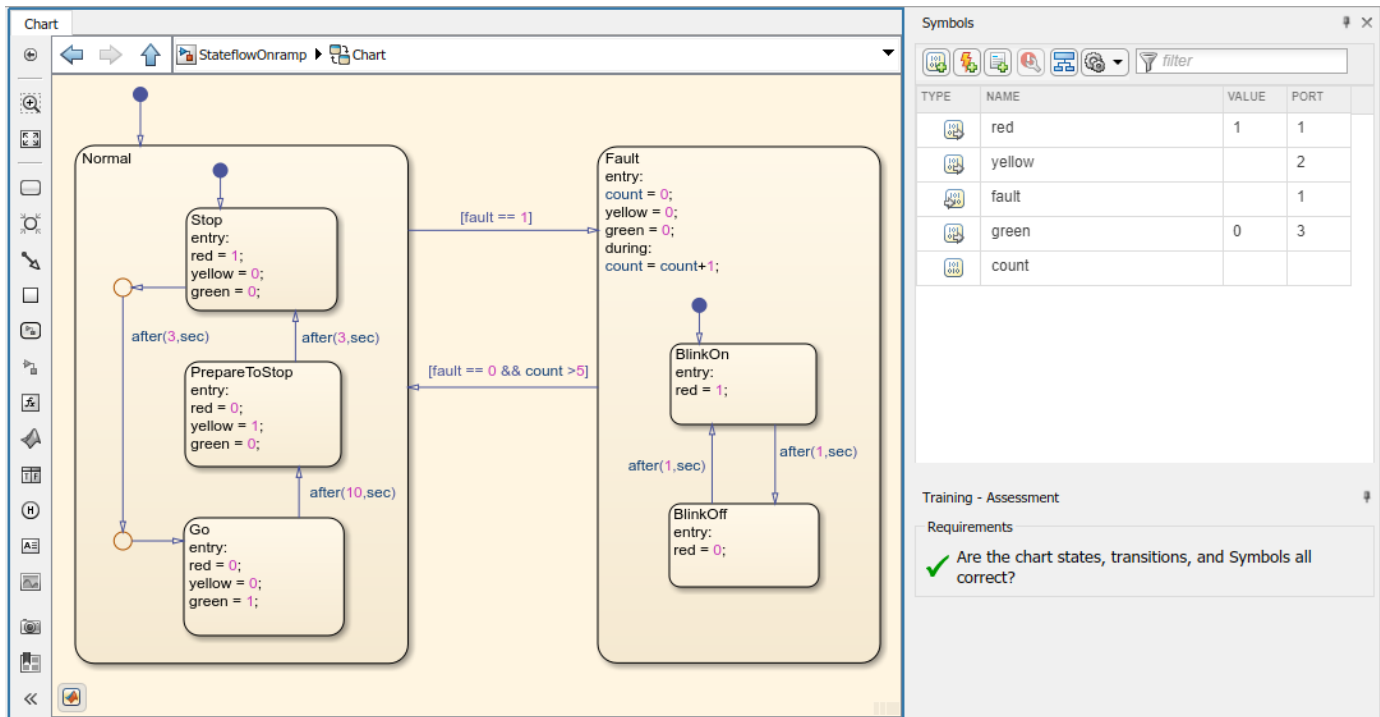 Chart
StateflowOnramp ▶ Chart
Normal
Stop
entry:
red = 1;
yellow = 0;
green = 0;
after(3,sec)
after(3,sec)
PrepareToStop
entry:
red = 0;
yellow = 1;
green = 0;
after(10,sec)
Go
entry:
red = 0;
yellow = 0;
green = 1;
[fault == 1]
[fault == 0 && count >5]
Fault
entry:
count = 0;
yellow = 0;
green = 0;
during:
count = count+1;
BlinkOn
entry:
red = 1;
after(1,sec)
after(1,sec)
BlinkOff
entry:
red = 0;
Symbols
filter
TYPE NAME VALUE PORT
red 1 1
yellow 2
fault 1
green 0 3
count
Training - Assessment
Requirements
Are the chart states, transitions, and Symbols all
correct?